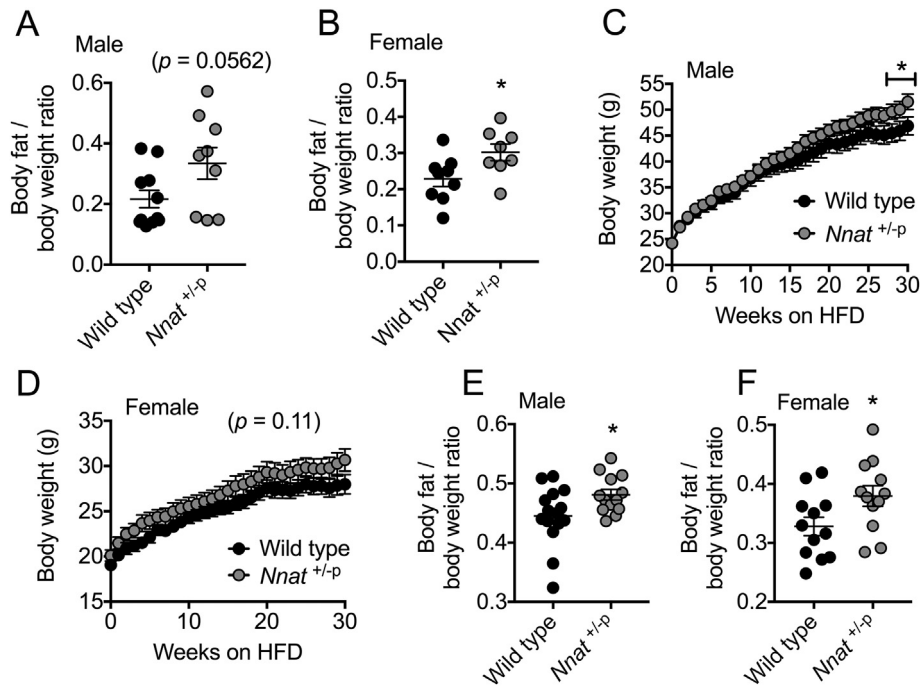 A
Male
(p = 0.0562)
Body fat /
body weight ratio
0.6
0.4
0.2
0.0
Wild type
Nnat +/-p
B
Female
*
Body fat /
body weight ratio
0.5
0.4
0.3
0.2
0.1
0.0
Wild type
Nnat +/-p
C
Male
*
Body weight (g)
55
50
45
40
35
30
25
20
Wild type
Nnat +/-p
0 5 10 15 20 25 30
Weeks on HFD
D
Female
(p = 0.11)
Body weight (g)
35
30
25
20
15
Wild type
Nnat +/-p
0 10 20 30
Weeks on HFD
E
Male
*
Body fat /
body weight ratio
0.6
0.5
0.4
0.3
Wild type
Nnat +/-p
F
Female
*
Body fat /
body weight ratio
0.5
0.4
0.3
0.2
Wild type
Nnat +/-p